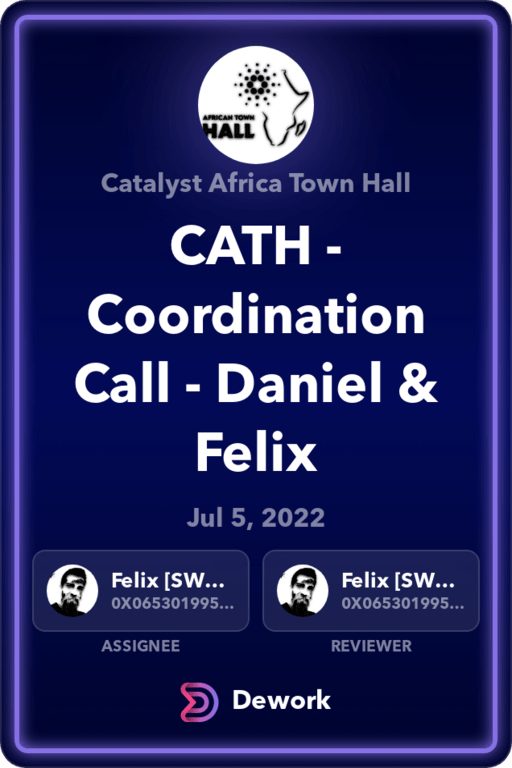 AFRICAN TOWN
HALL
Catalyst Africa Town Hall
CATH -
Coordination
Call - Daniel &
Felix
Jul 5, 2022
Felix [SW... Felix [SW...
0X065301995... 0X065301995...
ASSIGNEE REVIEWER
Dework